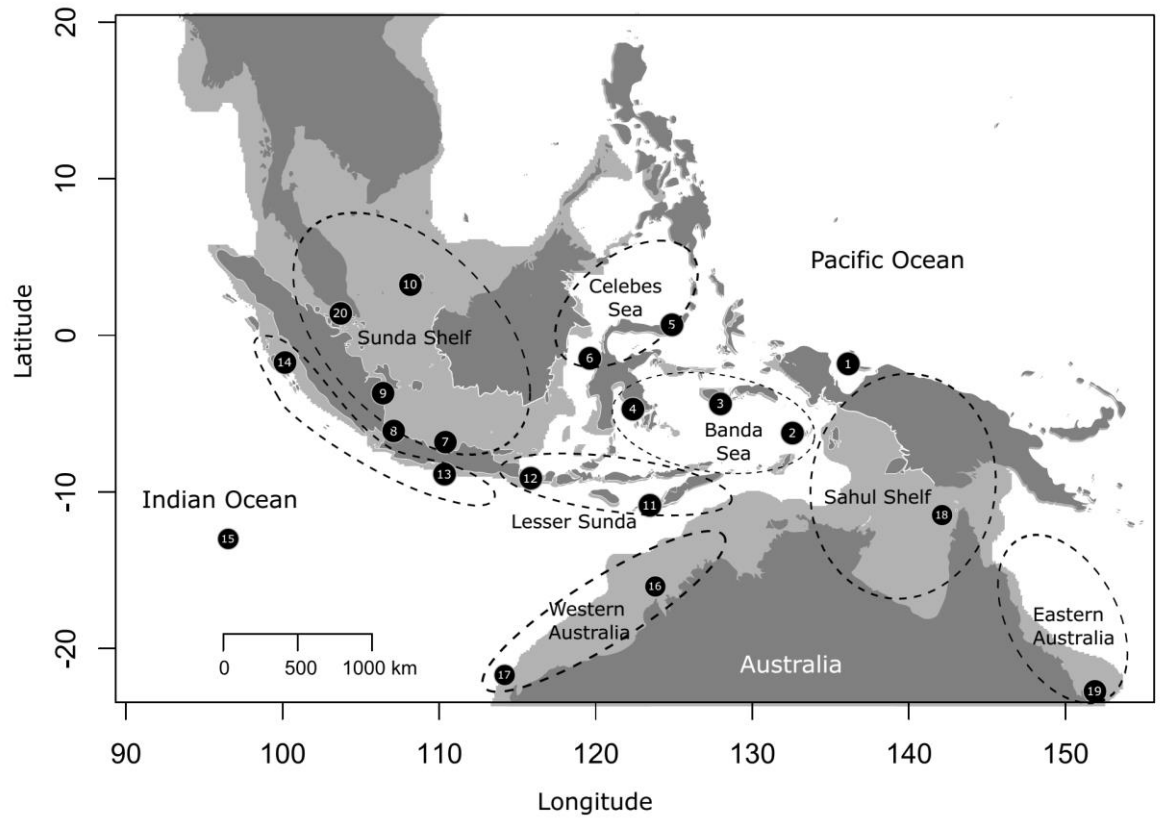 20
10
0
-10
-20
Latitude
Pacific Ocean
Celebes
Sea
5
10
20
Sunda Shelf
6
1
14
9
4
3
Banda
Sea
2
8
7
13
12
Indian Ocean
11
Lesser Sunda
Sahul Shelf
18
15
16
Western
Australia
Eastern
Australia
0 500 1000 km
17
Australia
19
90 100 110 120 130 140 150
Longitude